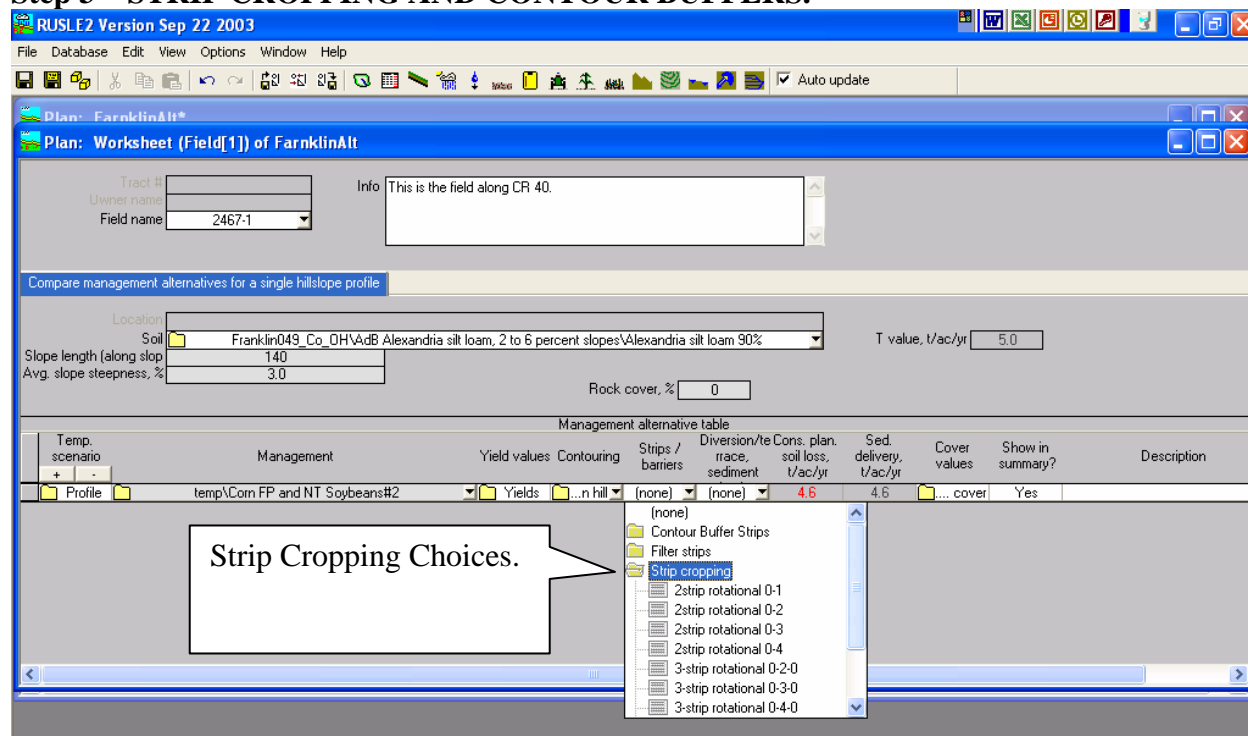 Step 5 – STRIP CROPPING AND CONTOUR BUFFERS.
RUSLE2 Version Sep 22 2003
File Database Edit View Options Window Help
Auto update
Plan: FarnklinAlt*
Plan: Worksheet (Field[1]) of FarnklinAlt
Tract #
Owner name
Field name 2467-1
Info This is the field along CR 40.
Compare management alternatives for a single hillslope profile
Location
Soil Franklin049_Co_OH\AdB Alexandria silt loam, 2 to 6 percent slopes\Alexandria silt loam 90%
T value, t/ac/yr 5.0
Slope length (along slop 140
Avg. slope steepness, % 3.0
Rock cover, % 0
Management alternative table
Temp. scenario
+ -
Management
Yield values
Contouring
Strips / barriers
Diversion/te rrace, sediment
Cons. plan. soil loss, t/ac/yr
Sed. delivery, t/ac/yr
Cover values
Show in summary?
Description
Profile temp\Corn FP and NT Soybeans#2 Yields ...n hill (none) (none) 4.6 4.6 .... cover Yes
(none)
Contour Buffer Strips
Filter strips
Strip cropping
2strip rotational 0-1
2strip rotational 0-2
2strip rotational 0-3
2strip rotational 0-4
3-strip rotational 0-2-0
3-strip rotational 0-3-0
3-strip rotational 0-4-0
Strip Cropping Choices.